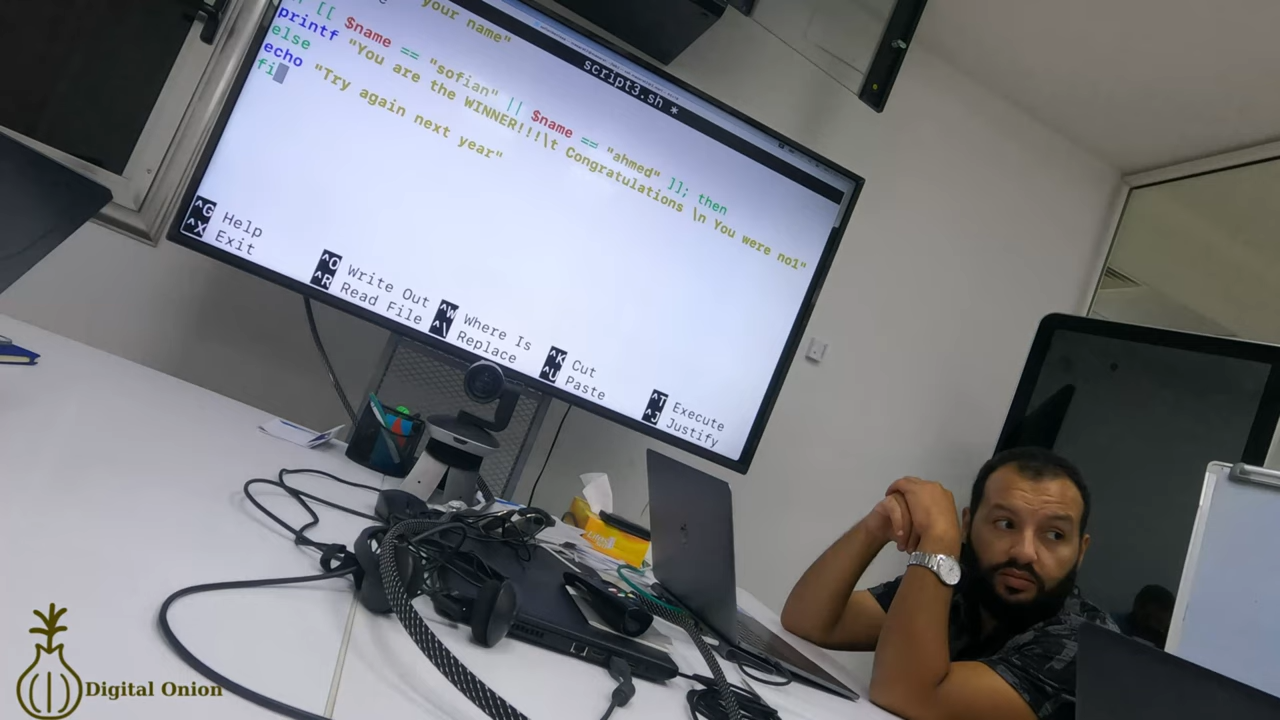 script3.sh *
your name"
[[ $name == "sofian" || $name == "ahmed" ]]; then
printf "You are the WINNER!!!\t Congratulations \n You were no1"
else
echo "Try again next year"
fi
^G Help
^O Write Out
^W Where Is
^K Cut
^T Execute
^X Exit
^R Read File
^\ Replace
^U Paste
^J Justify
Digital Onion